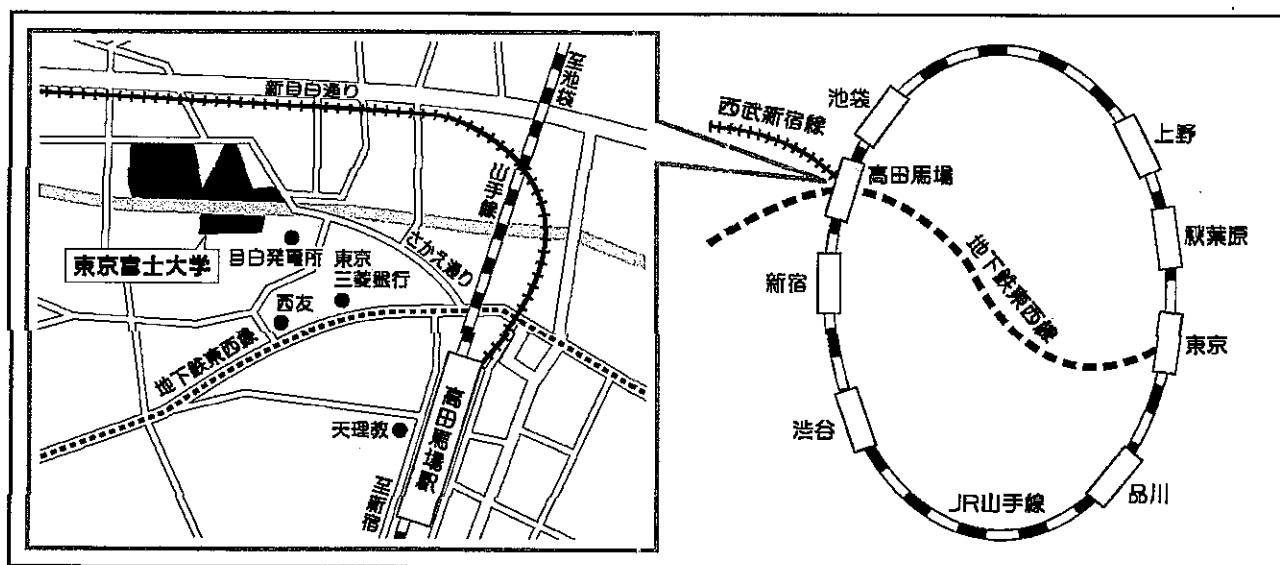 新目白通り
至池袋
山手線
さかえ通り
東京富士大学
目白発電所
東京
三菱銀行
西友
地下鉄東西線
天理教
高田馬場駅
至新宿
西武新宿線
池袋
上野
高田馬場
秋葉原
地下鉄東西線
新宿
東京
渋谷
JR山手線
品川